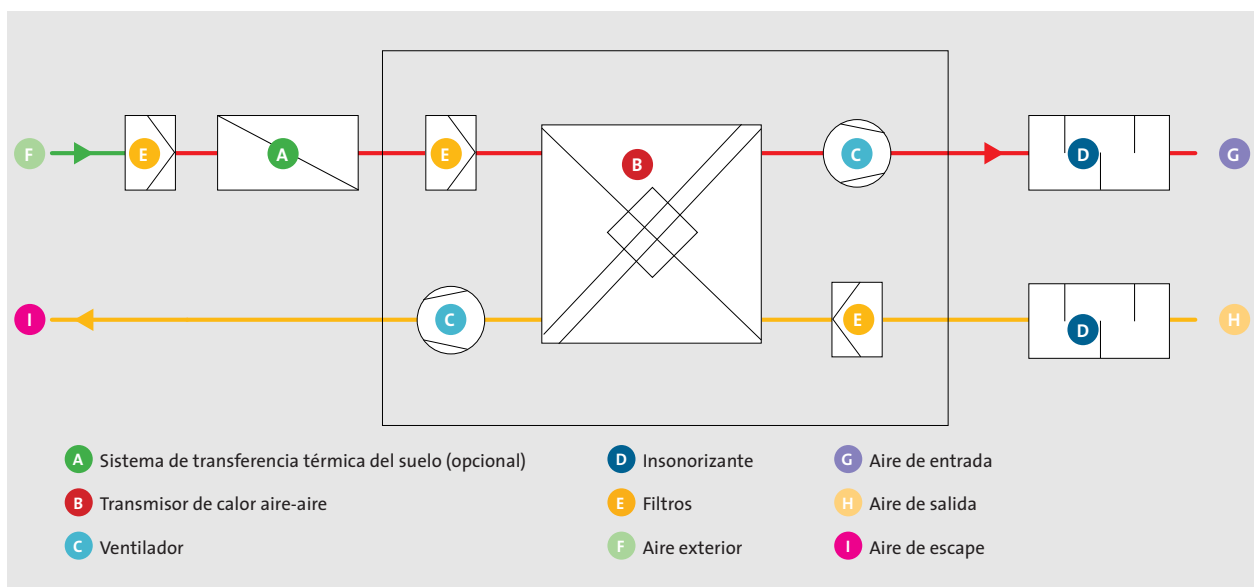 F
E
A
E
B
C
D
G
I
C
E
D
H
A Sistema de transferencia térmica del suelo (opcional)
B Transmisor de calor aire-aire
C Ventilador
D Insonorizante
E Filtros
F Aire exterior
G Aire de entrada
H Aire de salida
I Aire de escape